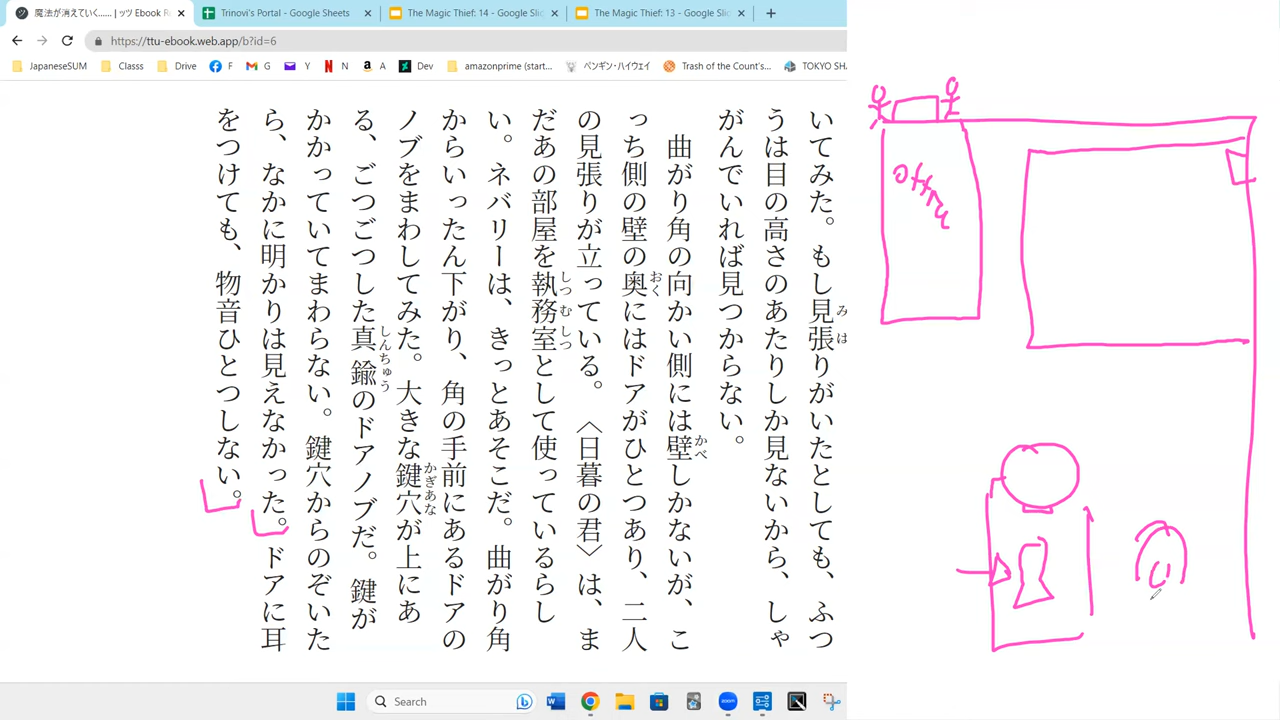 魔法が消えていく...... | ッツ Ebook R
Trinovi's Portal - Google Sheets
The Magic Thief: 14 - Google Slid
The Magic Thief: 13 - Google Slid
https://ttu-ebook.web.app/b?id=6
JapaneseSUM
Classs
Drive
F
Y
N
A
Dev
amazonprime (start...
ペンギン・ハイウェイ
Trash of the Count's...
TOKYO SHA
いてみた。もし見張りがいたとしても、ふつ
うは目の高さのあたりしか見ないから、しゃ
がんでいれば見つからない。
曲がり角の向かい側には壁しかないが、こ
っち側の壁の奥にはドアがひとつあり、二人
の見張りが立っている。〈日暮の君〉は、ま
だあの部屋を執務室として使っているらし
い。ネバリーは、きっとあそこだ。曲がり角
からいったん下がり、角の手前にあるドアの
ノブをまわしてみた。大きな鍵穴が上にあ
る、ごつごつした真鍮のドアノブだ。鍵が
かかっていてまわらない。鍵穴からのぞいた
ら、なかに明かりは見えなかった。ドアに耳
をつけても、物音ひとつしない。
Search